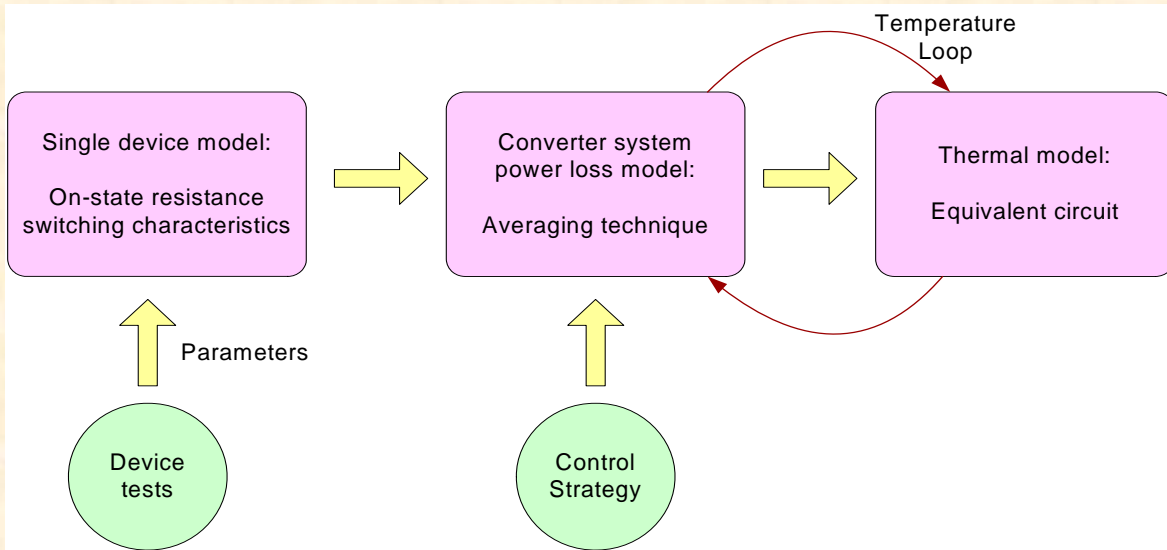 Temperature
Loop
Single device model:
On-state resistance
switching characteristics
Converter system
power loss model:
Averaging technique
Thermal model:
Equivalent circuit
Parameters
Device
tests
Control
Strategy